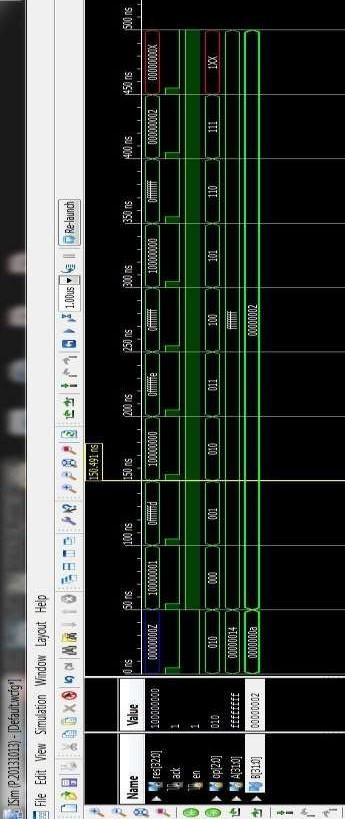 ISim (P.20131013) - [Default.wcfg*]
File Edit View Simulation Window Layout Help
1.00us Re-launch
150.491 ns
Name Value
0 ns 50 ns 100 ns 150 ns 200 ns 250 ns 300 ns 350 ns 400 ns 450 ns 500 ns
res[32:0] 100000000 00000000Z 100000001 0fffffffd 100000000 0fffffffe 0ffffffff 100000000 0ffffffff 000000002 00000000X
ack 1
en 1
op[2:0] 010 010 000 001 010 011 100 101 110 111 1XX
A[31:0] ffffffff 00000014 ffffffff
B[31:0] 00000002 0000000a 00000002